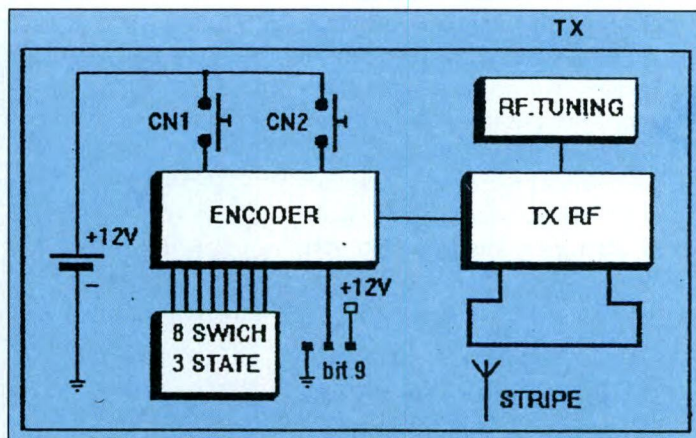 TX
CN1
CN2
RF.TUNING
ENCODER
TX RF
+12V
–
+12V
8 SWICH
3 STATE
bit 9
STRIPE